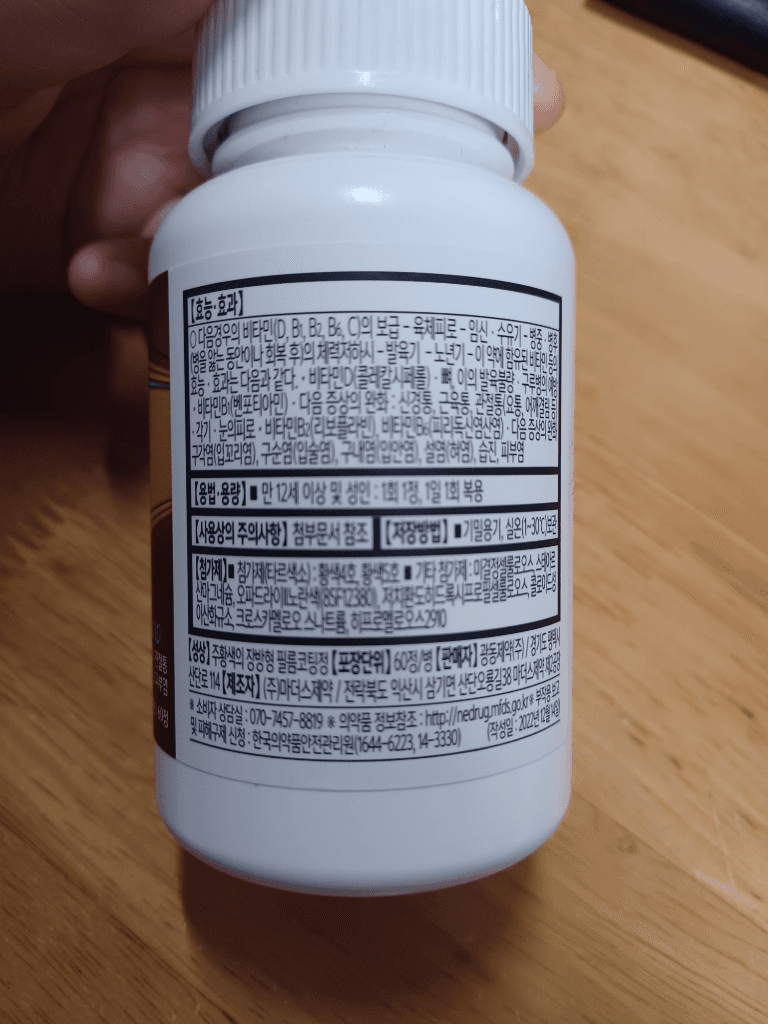 【효능·효과】
○ 다음경우의 비타민(D, B₁, B₂, B₆, C)의 보급 – 육체피로 – 임신·수유기 – 병중·병후
(병을 앓는 동안이나 회복 후)의 체력저하시 – 발육기 – 노년기 – 이 약에 함유된 비타민 등의
효능·효과는 다음과 같다. · 비타민D(콜레칼시페롤) · 뼈, 이의 발육불량 · 구루병의 예방
· 비타민B₁(벤포티아민) · 다음 증상의 완화 : 신경통, 근육통, 관절통(요통, 어깨결림 등)
· 각기 · 눈의피로 · 비타민B₂(리보플라빈), 비타민B₆(피리독신염산염) · 다음 증상의 완화:
구각염(입꼬리염), 구순염(입술염), 구내염(입안염), 설염(혀염), 습진, 피부염
【용법·용량】 ■ 만 12세 이상 및 성인 : 1회 1정, 1일 1회 복용
【사용상의 주의사항】 첨부문서 참조 【저장방법】 ■기밀용기, 실온(1~30℃)보관
【첨가제】■ 첨가제(타르색소) : 황색4호, 황색5호 ■ 기타 첨가제 : 미결정셀룰로오스, 스테아르
산마그네슘, 오파드라이II노란색(85F12380), 저치환도히드록시프로필셀룰로오스, 콜로이드성
이산화규소, 크로스카멜로오스나트륨, 히프로멜로오스2910
【성상】 주황색의 장방형 필름코팅정 【포장단위】 60정/병 【판매자】 광동제약(주) / 경기도 평택시
산단로 114 【제조자】 (주)마더스제약 / 전락북도 익산시 삼기면 산단오룡길38 마더스제약 제2공장
※ 소비자 상담실 : 070-7457-8819 ※ 의약품 정보참조 : http://nedrug.mfds.go.kr ※ 부작용 보고
및 피해구제 신청 : 한국의약품안전관리원(1644-6223, 14-3330) (작성일 : 2022년 12월 14일)
60정